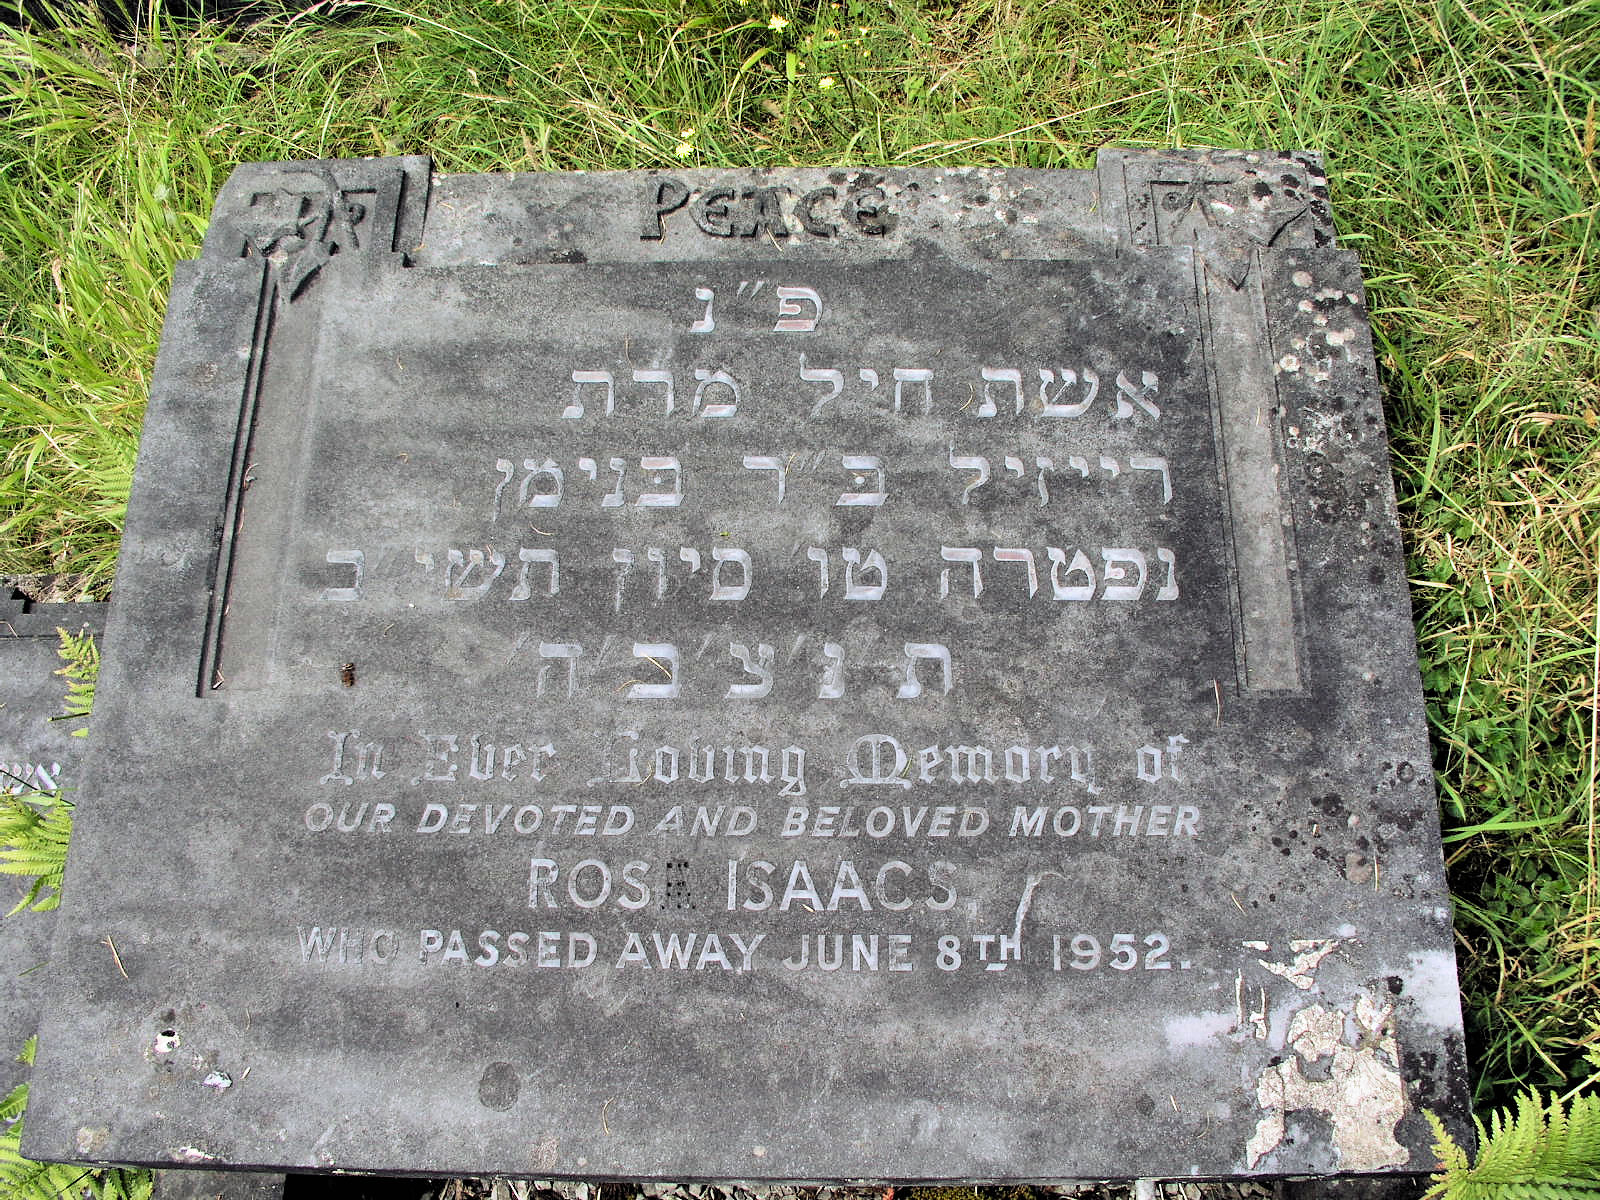 PEACE
פ״נ
אשת חיל מרת
רייזיל ב״ר בנימן
נפטרה טו סיון תשי״ב
ת׳נ׳צ׳ב׳ה׳
In Ever Loving Memory of
OUR DEVOTED AND BELOVED MOTHER
ROSE ISAACS,
WHO PASSED AWAY JUNE 8TH 1952.